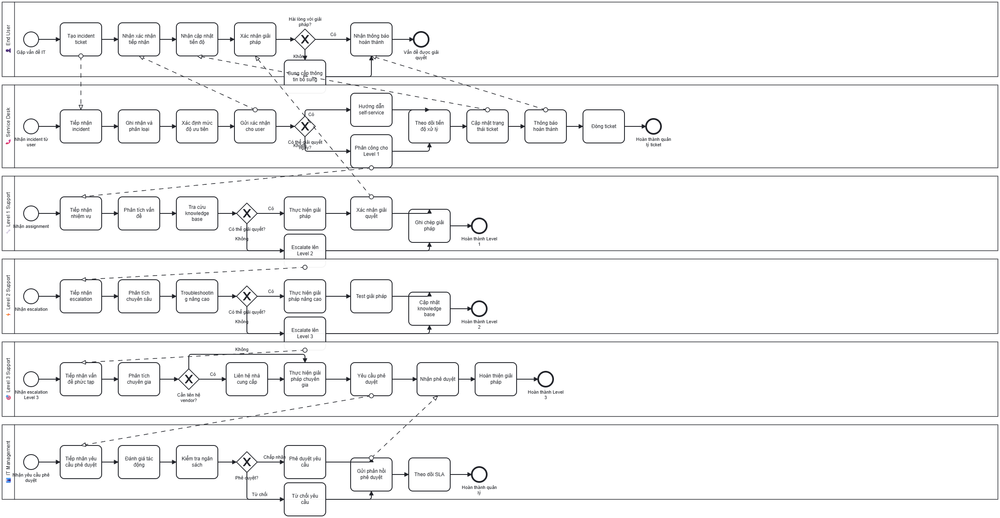 End User
Gặp vấn đề IT
Tạo incident
ticket
Nhận xác nhận
tiếp nhận
Nhận cập nhật
tiến độ
Xác nhận giải
pháp
Hài lòng với giải
pháp?
Có
Không
Cung cấp thông
tin bổ sung
Nhận thông báo
hoàn thành
Vấn đề được giải
quyết
Service Desk
Nhận incident từ
user
Tiếp nhận
incident
Ghi nhận và
phân loại
Xác định mức
độ ưu tiên
Gửi xác nhận
cho user
Có thể giải quyết
ngay?
Có
Không
Hướng dẫn
self-service
Phân công cho
Level 1
Theo dõi tiến
độ xử lý
Cập nhật trạng
thái ticket
Thông báo
hoàn thành
Đóng ticket
Hoàn thành quản
lý ticket
Level 1 Support
Nhận assignment
Tiếp nhận
nhiệm vụ
Phân tích vấn
đề
Tra cứu
knowledge
base
Có thể giải quyết?
Có
Không
Thực hiện giải
pháp
Escalate lên
Level 2
Xác nhận giải
quyết
Ghi chép giải
pháp
Hoàn thành Level
1
Level 2 Support
Nhận escalation
Tiếp nhận
escalation
Phân tích
chuyên sâu
Troubleshootin
g nâng cao
Có thể giải quyết?
Có
Không
Thực hiện giải
pháp nâng cao
Escalate lên
Level 3
Test giải pháp
Cập nhật
knowledge
base
Hoàn thành Level
2
Level 3 Support
Nhận escalation
Level 3
Tiếp nhận vấn
đề phức tạp
Phân tích
chuyên gia
Cần liên hệ
vendor?
Có
Không
Liên hệ nhà
cung cấp
Thực hiện giải
pháp chuyên
gia
Yêu cầu phê
duyệt
Nhận phê duyệt
Hoàn thiện giải
pháp
Hoàn thành Level
3
IT Management
Nhận yêu cầu phê
duyệt
Tiếp nhận yêu
cầu phê duyệt
Đánh giá tác
động
Kiểm tra ngân
sách
Phê duyệt?
Chấp nhận
Từ chối
Phê duyệt yêu
cầu
Từ chối yêu
cầu
Gửi phản hồi
phê duyệt
Theo dõi SLA
Hoàn thành quản
lý